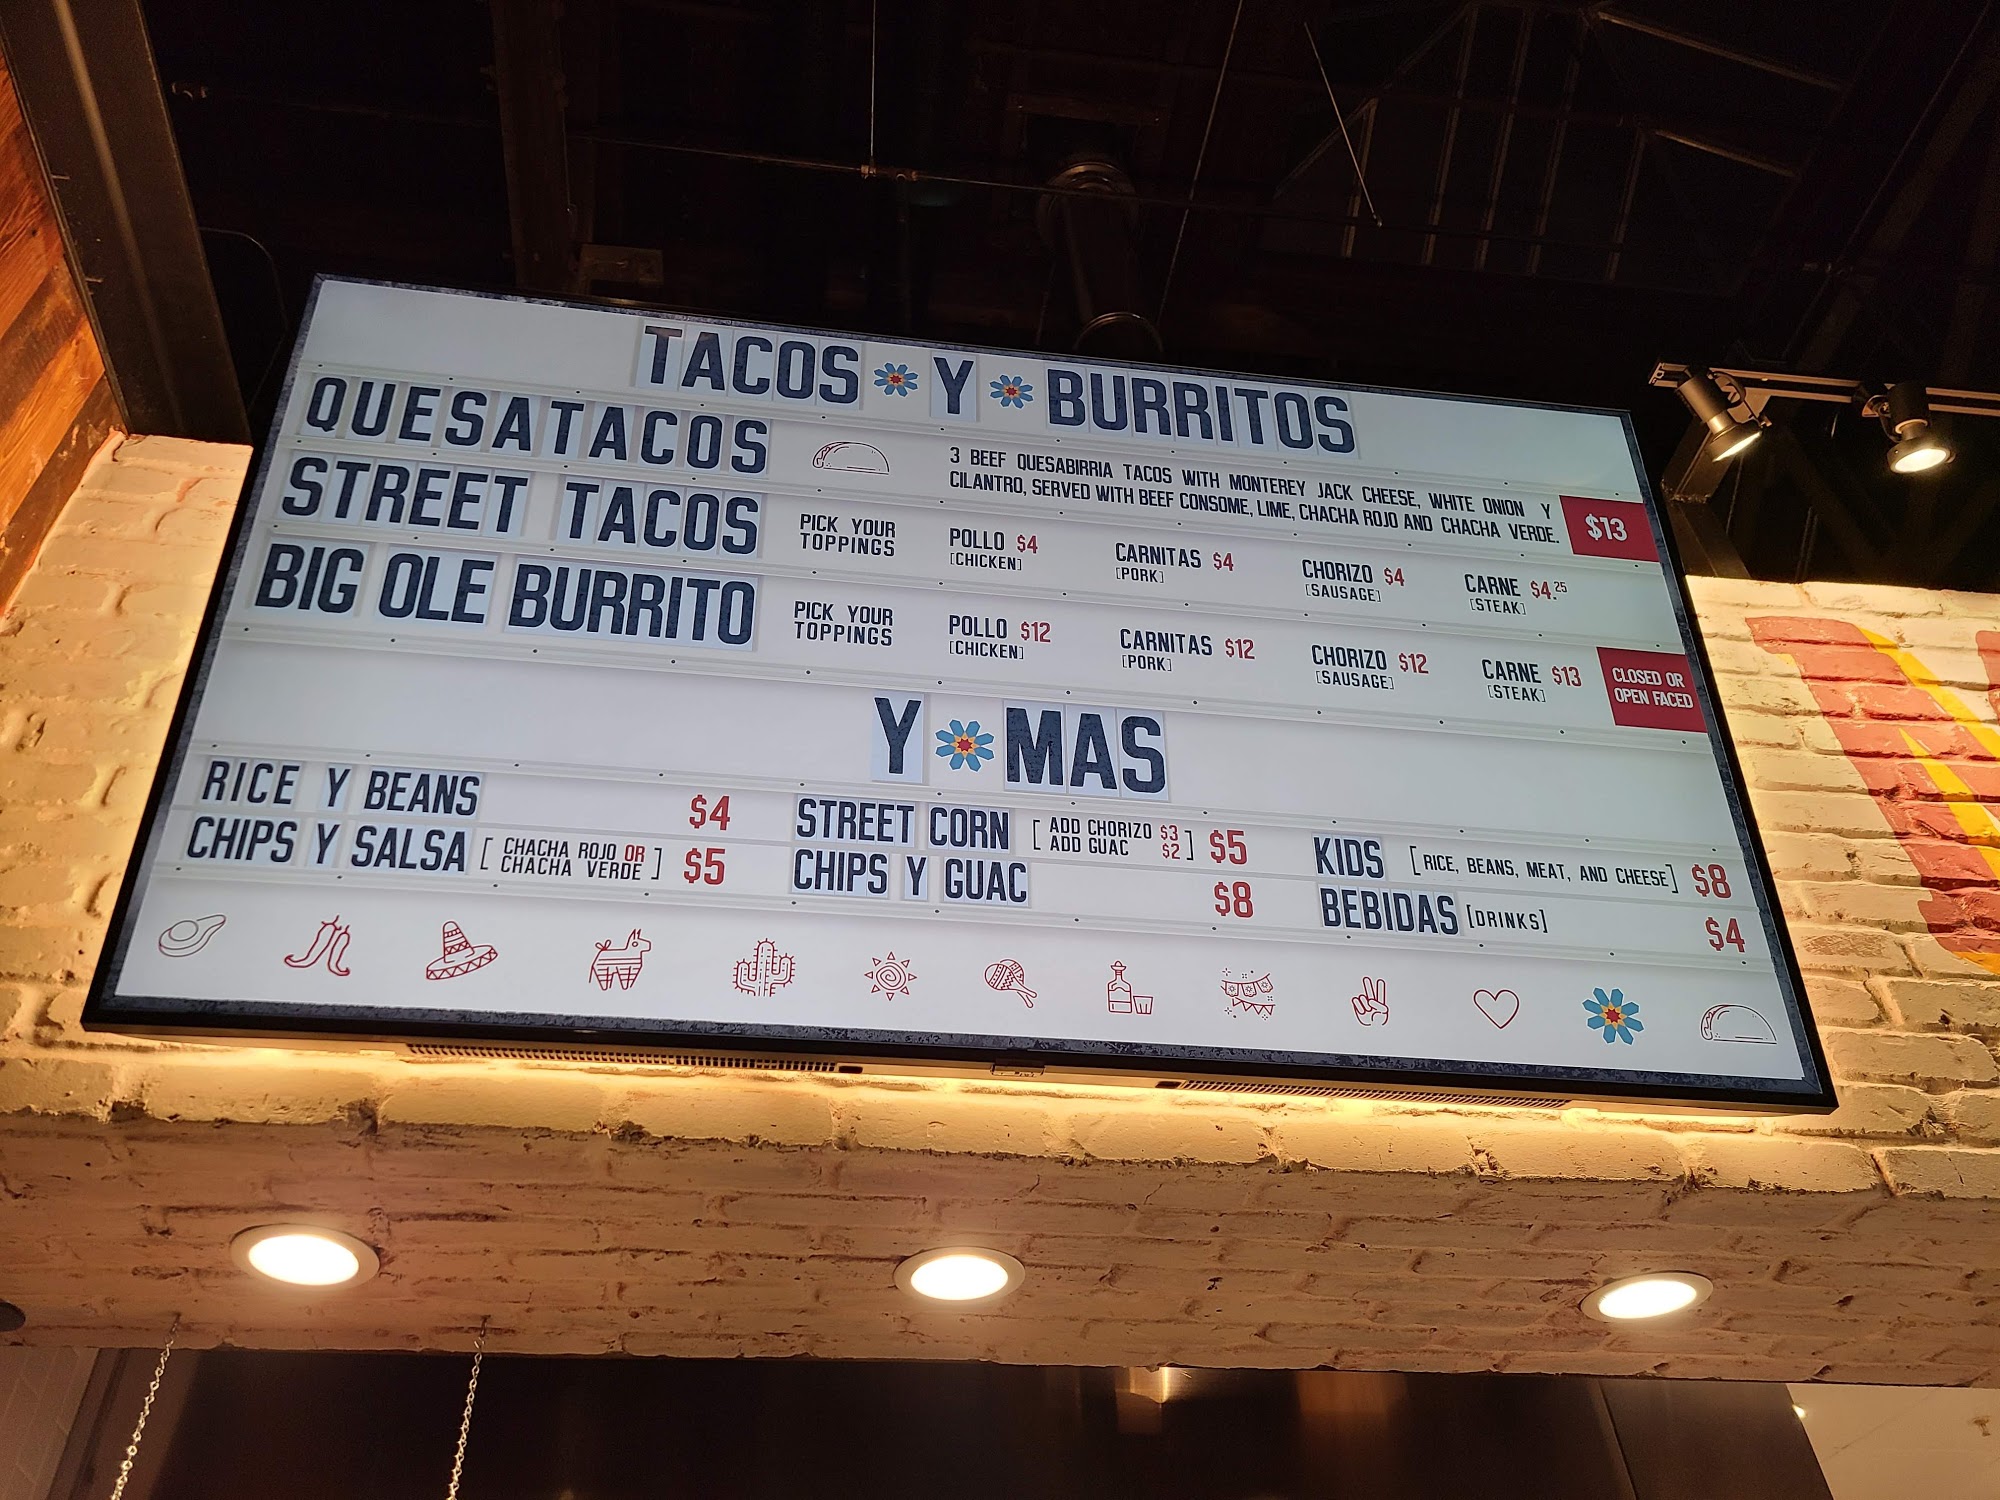 TACOS Y BURRITOS
QUESATACOS
3 BEEF QUESABIRRIA TACOS WITH MONTEREY JACK CHEESE, WHITE ONION Y
CILANTRO, SERVED WITH BEEF CONSOME, LIME, CHACHA ROJO AND CHACHA VERDE.
$13
STREET TACOS
PICK YOUR
TOPPINGS
POLLO $4
[CHICKEN]
CARNITAS $4
[PORK]
CHORIZO $4
[SAUSAGE]
CARNE $4.25
[STEAK]
BIG OLE BURRITO
PICK YOUR
TOPPINGS
POLLO $12
[CHICKEN]
CARNITAS $12
[PORK]
CHORIZO $12
[SAUSAGE]
CARNE $13
[STEAK]
CLOSED OR
OPEN FACED
Y MAS
RICE Y BEANS $4
CHIPS Y SALSA [CHACHA ROJO OR
CHACHA VERDE] $5
STREET CORN [ADD CHORIZO $3
ADD GUAC $2] $5
CHIPS Y GUAC $8
KIDS [RICE, BEANS, MEAT, AND CHEESE] $8
BEBIDAS [DRINKS] $4